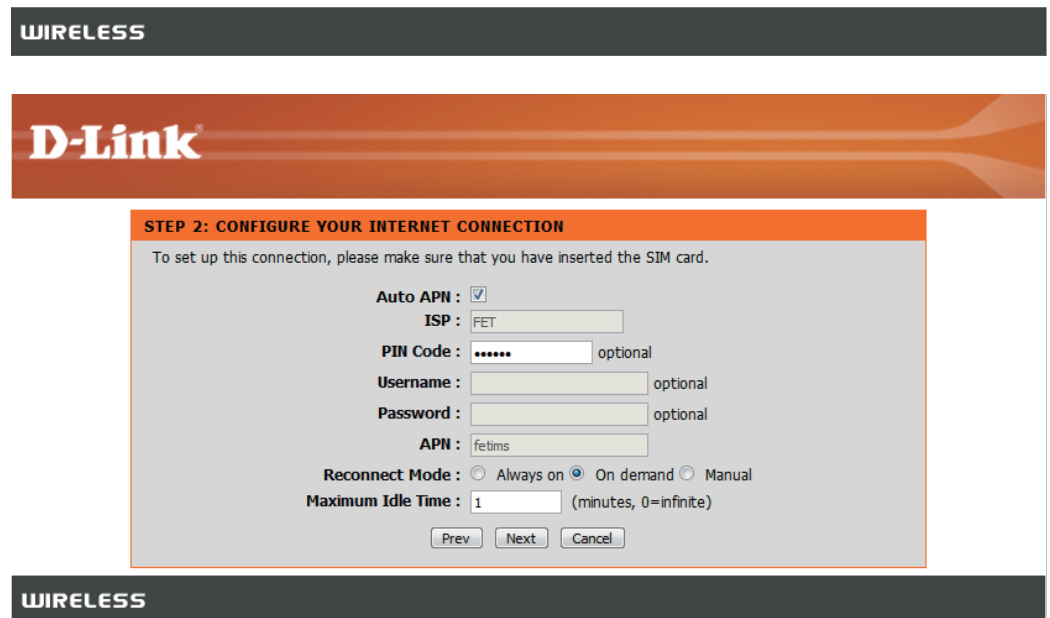 WIRELESS
D-Link®
STEP 2: CONFIGURE YOUR INTERNET CONNECTION
To set up this connection, please make sure that you have inserted the SIM card.
Auto APN :
ISP : FET
PIN Code : •••••• optional
Username : optional
Password : optional
APN : fetims
Reconnect Mode : Always on On demand Manual
Maximum Idle Time : 1 (minutes, 0=infinite)
Prev Next Cancel
WIRELESS